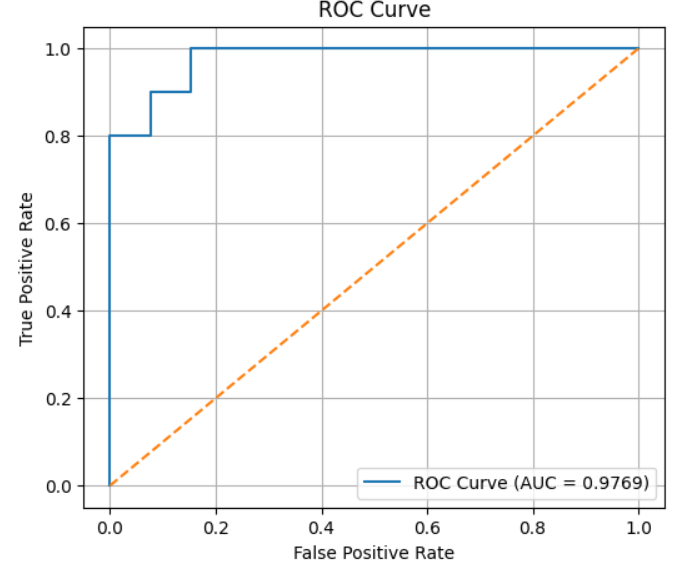 ROC Curve
1.0
0.8
0.6
0.4
0.2
0.0
True Positive Rate
ROC Curve (AUC = 0.9769)
0.0 0.2 0.4 0.6 0.8 1.0
False Positive Rate